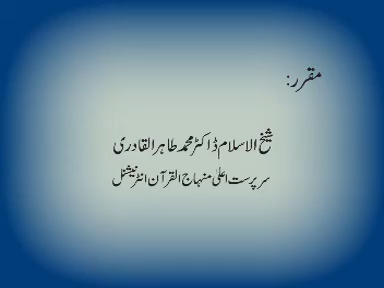 مقرر:
شیخ الاسلام ڈاکٹر محمد طاہر القادری
سرپرست اعلیٰ منہاج القرآن انٹرنیشنل